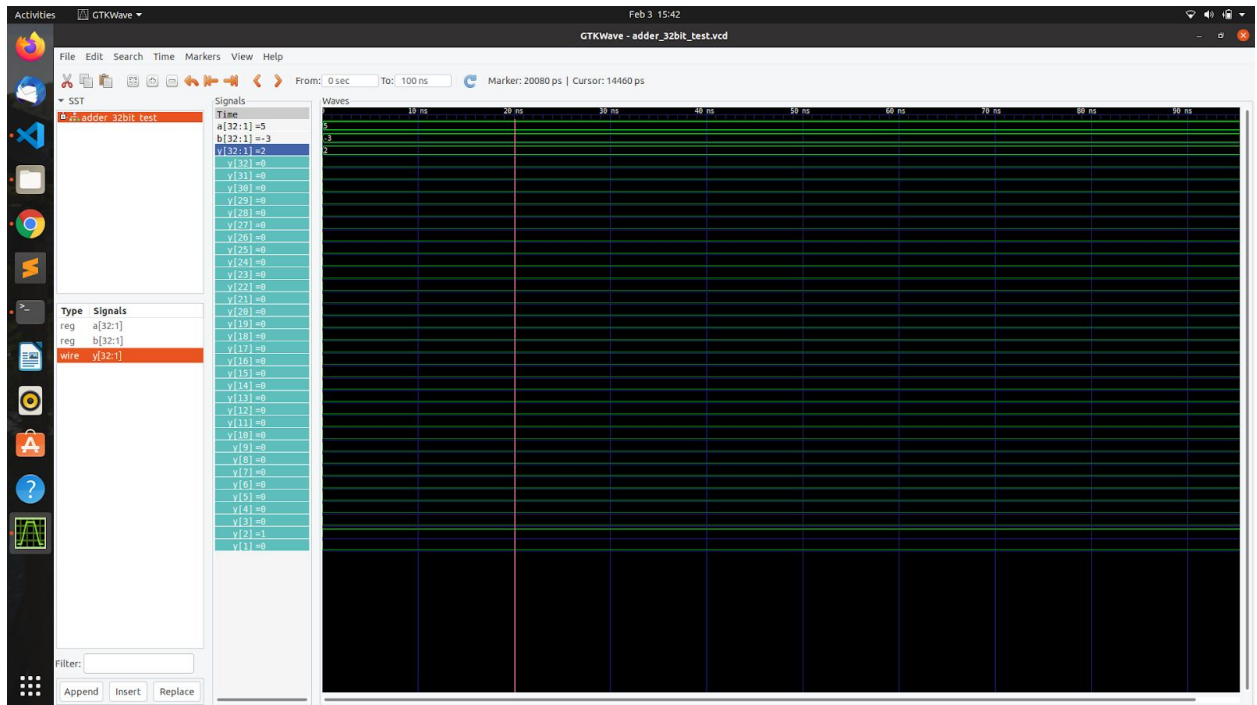 Activities GTKWave Feb 3 15:42
GTKWave - adder_32bit_test.vcd
File Edit Search Time Markers View Help
From: 0 sec To: 100 ns Marker: 20080 ps | Cursor: 14460 ps
SST
adder_32bit_test
Type Signals
reg a[32:1]
reg b[32:1]
wire y[32:1]
Filter:
Append Insert Replace
Signals
Time
a[32:1] =5
b[32:1] =-3
y[32:1] =2
y[32] =0
y[31] =0
y[30] =0
y[29] =0
y[28] =0
y[27] =0
y[26] =0
y[25] =0
y[24] =0
y[23] =0
y[22] =0
y[21] =0
y[20] =0
y[19] =0
y[18] =0
y[17] =0
y[16] =0
y[15] =0
y[14] =0
y[13] =0
y[12] =0
y[11] =0
y[10] =0
y[9] =0
y[8] =0
y[7] =0
y[6] =0
y[5] =0
y[4] =0
y[3] =0
y[2] =1
y[1] =0
Waves
10 ns 20 ns 30 ns 40 ns 50 ns 60 ns 70 ns 80 ns 90 ns
5
-3
2